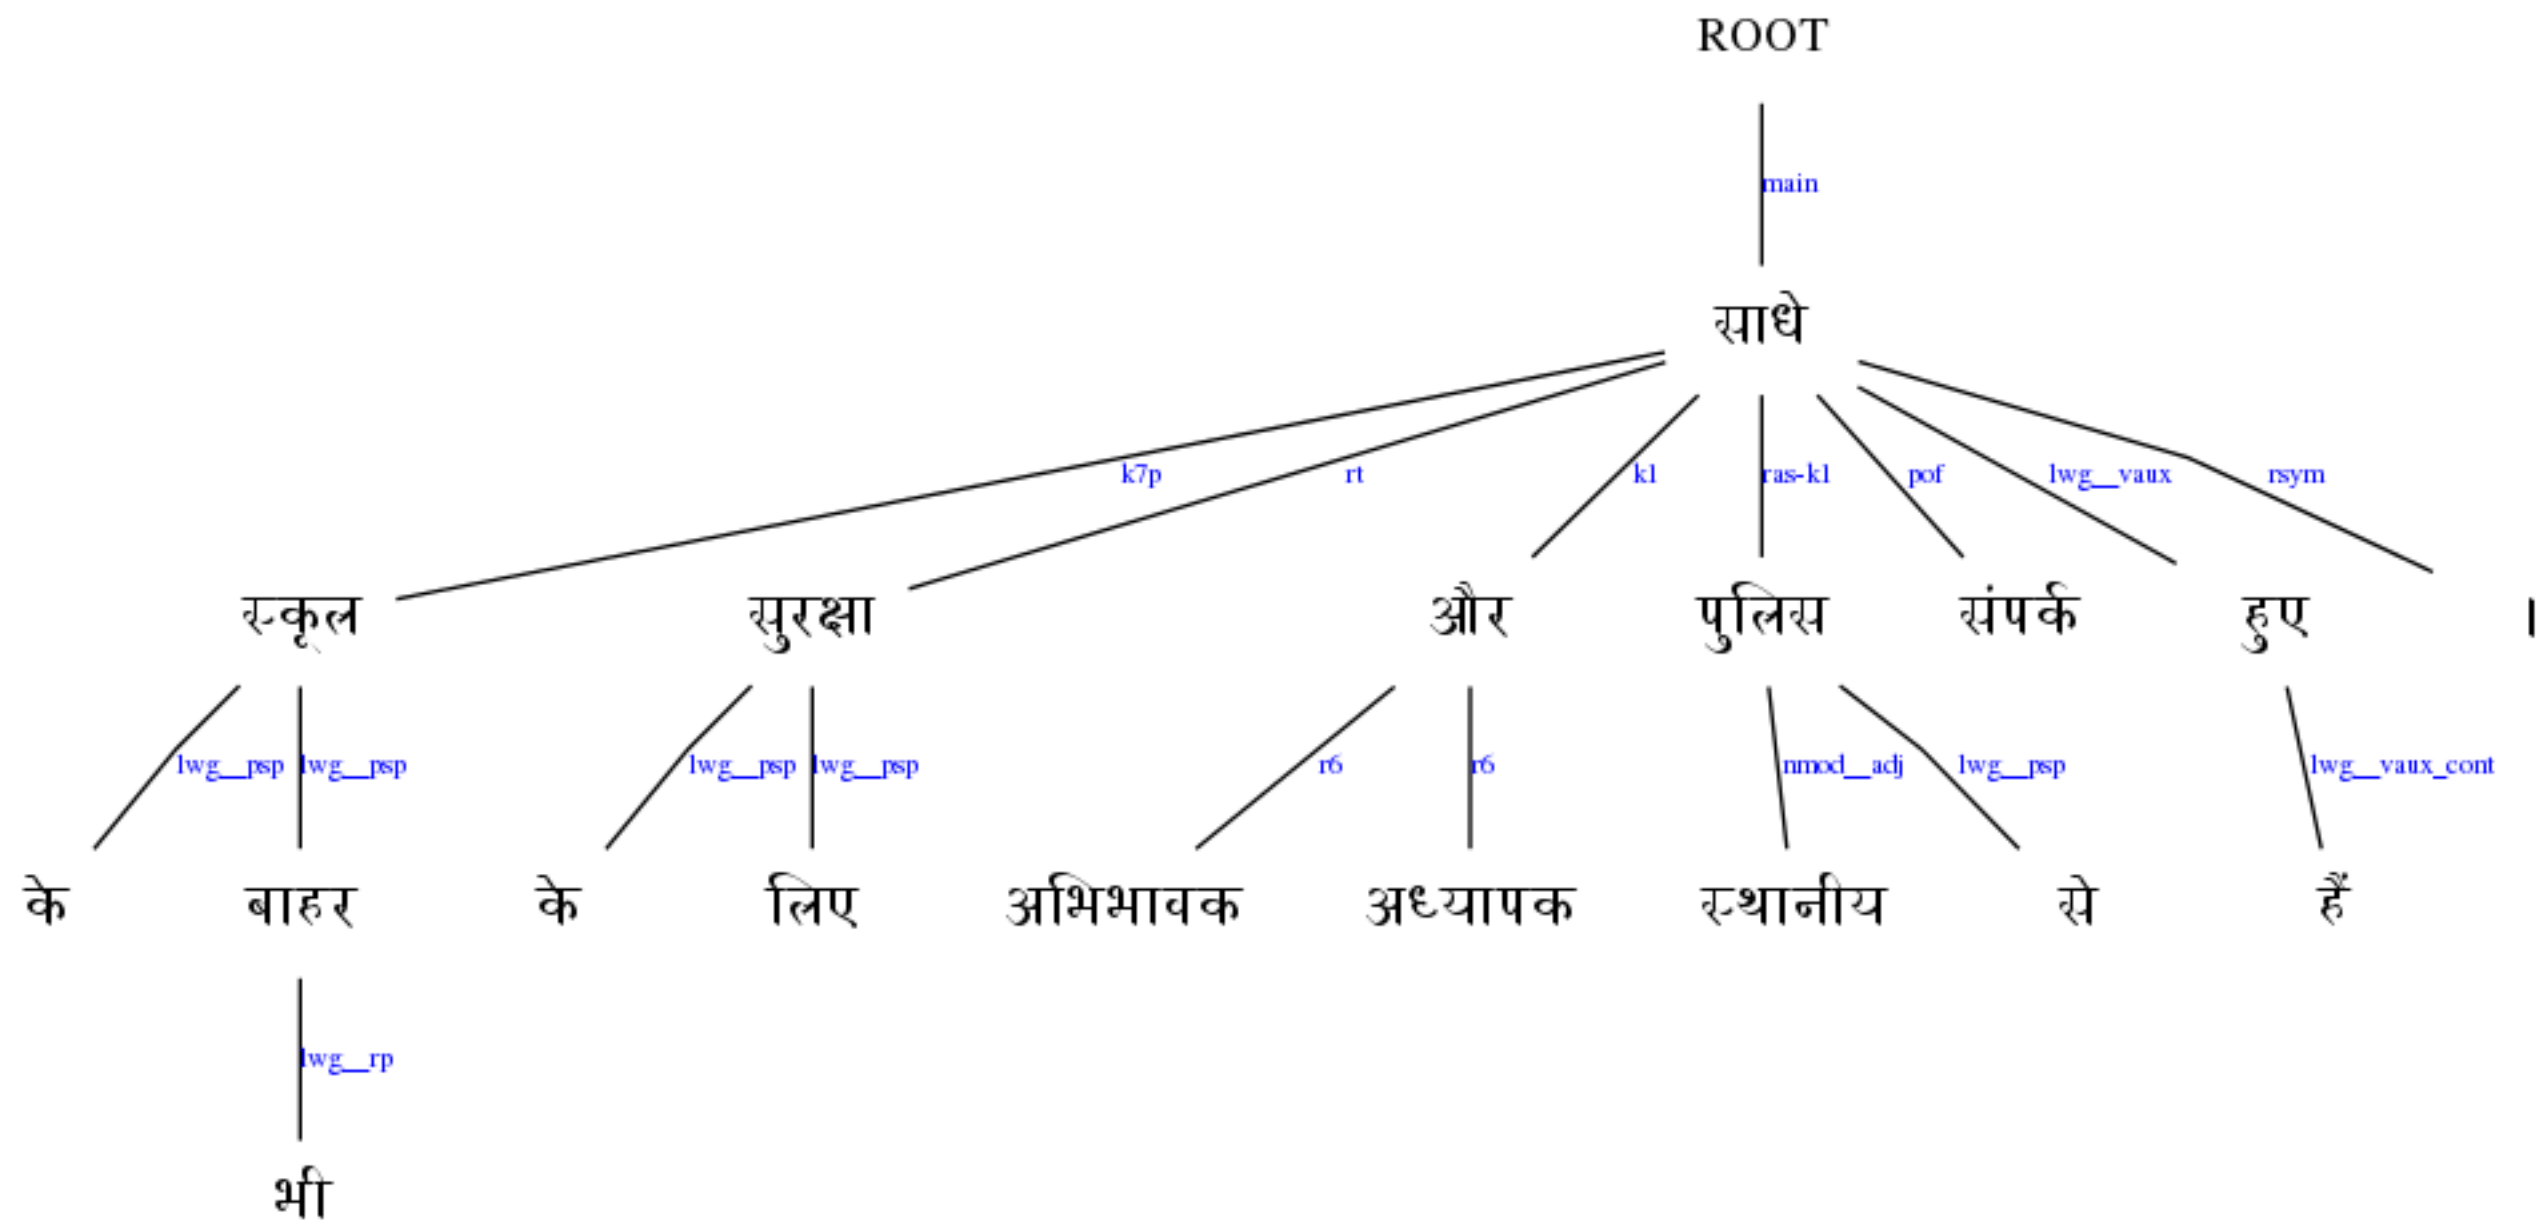 ROOT
main
साधे
k7p rt k1 ras-k1 pof lwg__vaux rsym
स्कूल सुरक्षा और पुलिस संपर्क हुए ।
lwg__psp lwg__psp lwg__psp lwg__psp r6 r6 nmod__adj lwg__psp lwg__vaux_cont
के बाहर के लिए अभिभावक अध्यापक स्थानीय से हैं
lwg__rp
भी